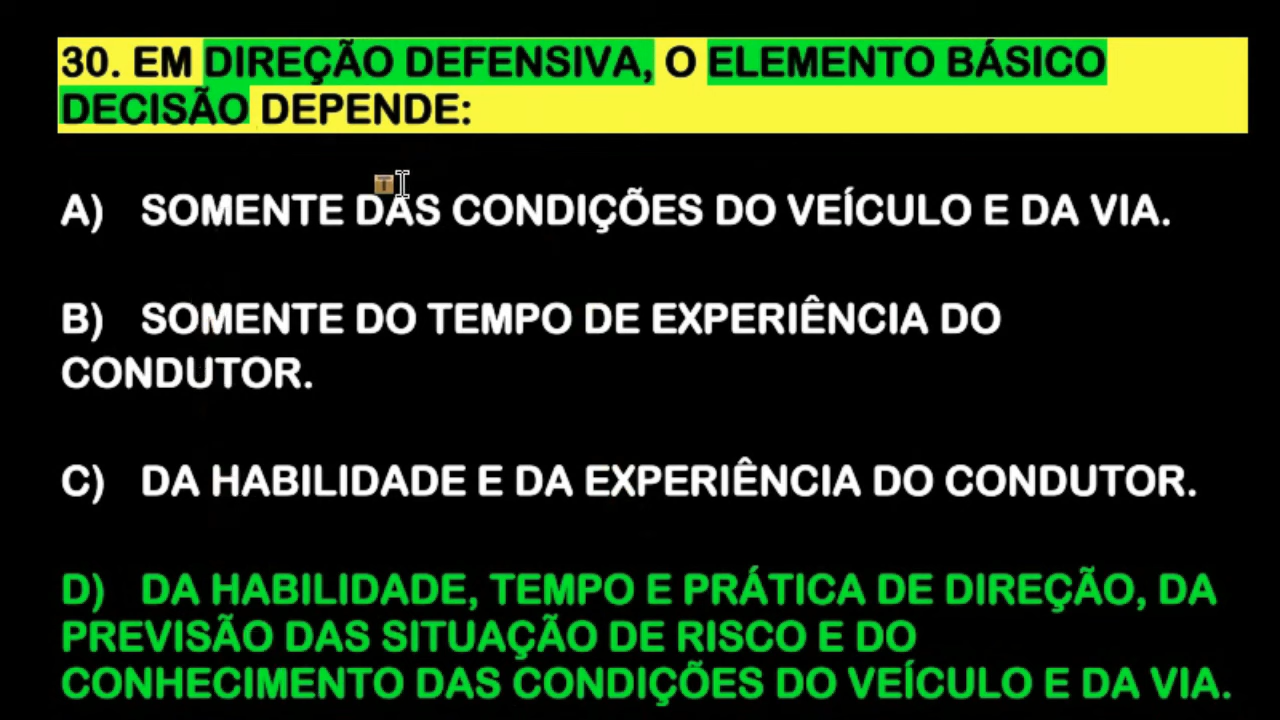 30. EM DIREÇÃO DEFENSIVA, O ELEMENTO BÁSICO
DECISÃO DEPENDE:
A) SOMENTE DAS CONDIÇÕES DO VEÍCULO E DA VIA.
B) SOMENTE DO TEMPO DE EXPERIÊNCIA DO
CONDUTOR.
C) DA HABILIDADE E DA EXPERIÊNCIA DO CONDUTOR.
D) DA HABILIDADE, TEMPO E PRÁTICA DE DIREÇÃO, DA
PREVISÃO DAS SITUAÇÃO DE RISCO E DO
CONHECIMENTO DAS CONDIÇÕES DO VEÍCULO E DA VIA.